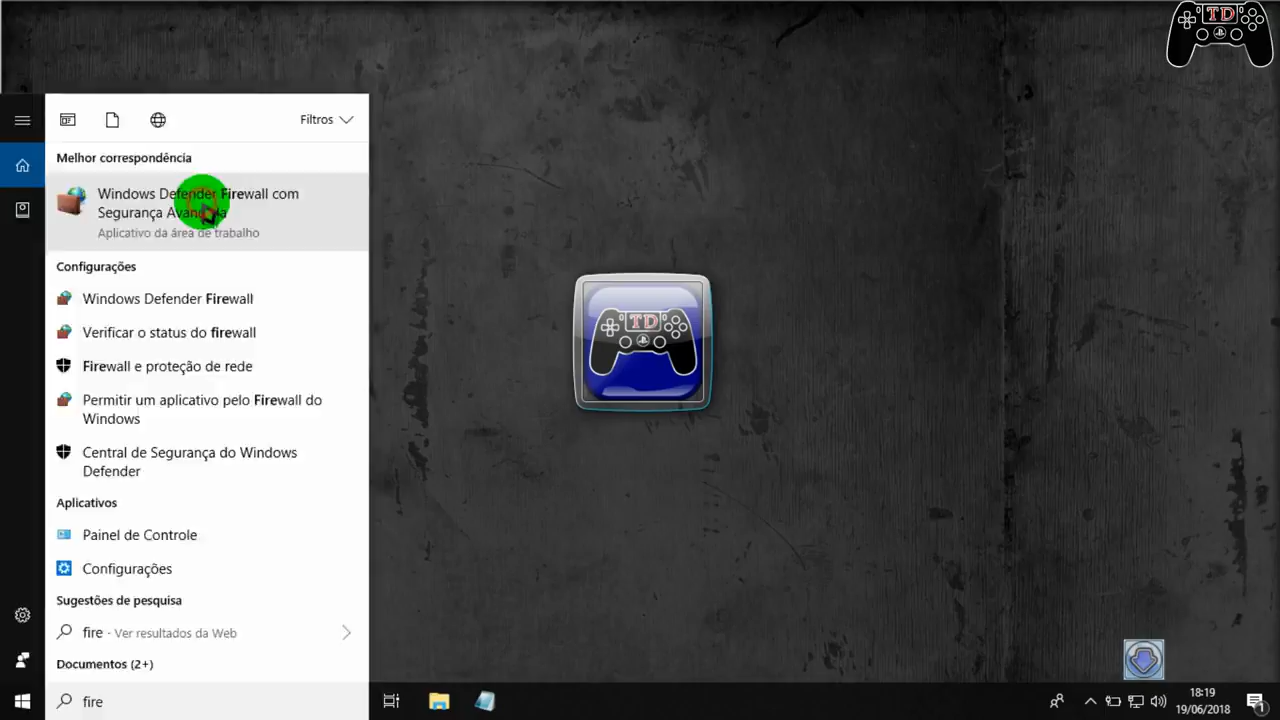 TD
Filtros
Melhor correspondência
Windows Defender Firewall com
Segurança Avançada
Aplicativo da área de trabalho
Configurações
Windows Defender Firewall
Verificar o status do firewall
Firewall e proteção de rede
Permitir um aplicativo pelo Firewall do
Windows
Central de Segurança do Windows
Defender
TD
Aplicativos
Painel de Controle
Configurações
Sugestões de pesquisa
fire - Ver resultados da Web
Documentos (2+)
fire
18:19
19/06/2018
1